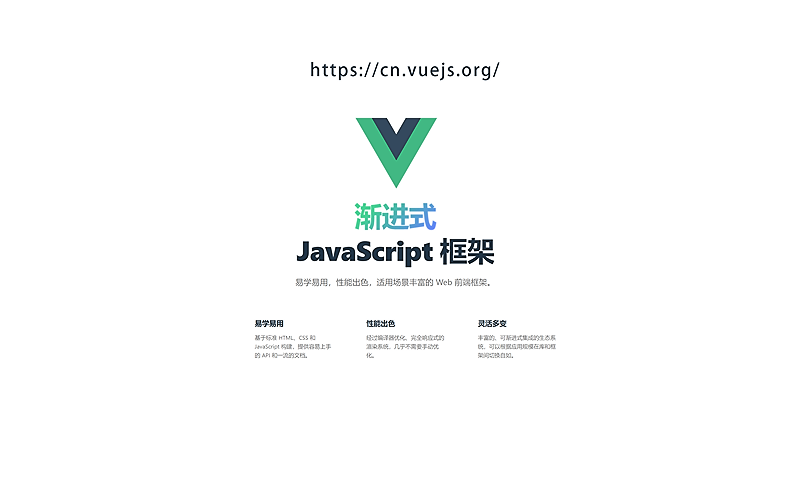 https://cn.vuejs.org/
渐进式
JavaScript 框架
易学易用，性能出色，适用场景丰富的 Web 前端框架。
易学易用
基于标准 HTML、CSS 和
JavaScript 构建，提供容易上手
的 API 和一流的文档。
性能出色
经过编译器优化、完全响应式的
渲染系统，几乎不需要手动优
化。
灵活多变
丰富的、可渐进式集成的生态系
统，可以根据应用规模在库和框
架间切换自如。